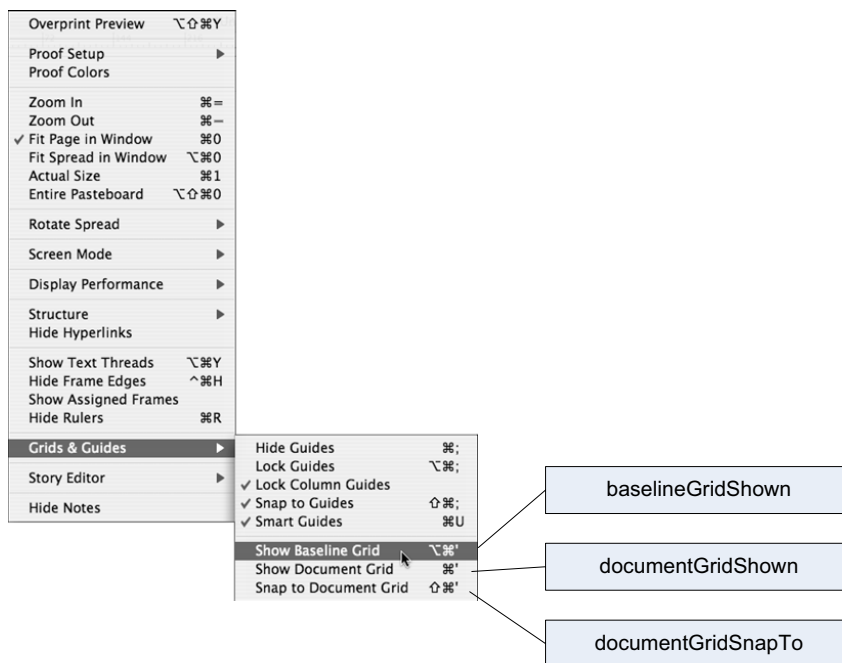 Overprint Preview ⌥⇧⌘Y
Proof Setup ▶
Proof Colors
Zoom In ⌘=
Zoom Out ⌘−
✓ Fit Page in Window ⌘0
Fit Spread in Window ⌥⌘0
Actual Size ⌘1
Entire Pasteboard ⌥⇧⌘0
Rotate Spread ▶
Screen Mode ▶
Display Performance ▶
Structure ▶
Hide Hyperlinks
Show Text Threads ⌥⌘Y
Hide Frame Edges ^⌘H
Show Assigned Frames
Hide Rulers ⌘R
Grids & Guides ▶
Story Editor ▶
Hide Notes
Hide Guides ⌘;
Lock Guides ⌥⌘;
✓ Lock Column Guides
✓ Snap to Guides ⇧⌘;
✓ Smart Guides ⌘U
Show Baseline Grid ⌥⌘'
Show Document Grid ⌘'
Snap to Document Grid ⇧⌘'
baselineGridShown
documentGridShown
documentGridSnapTo